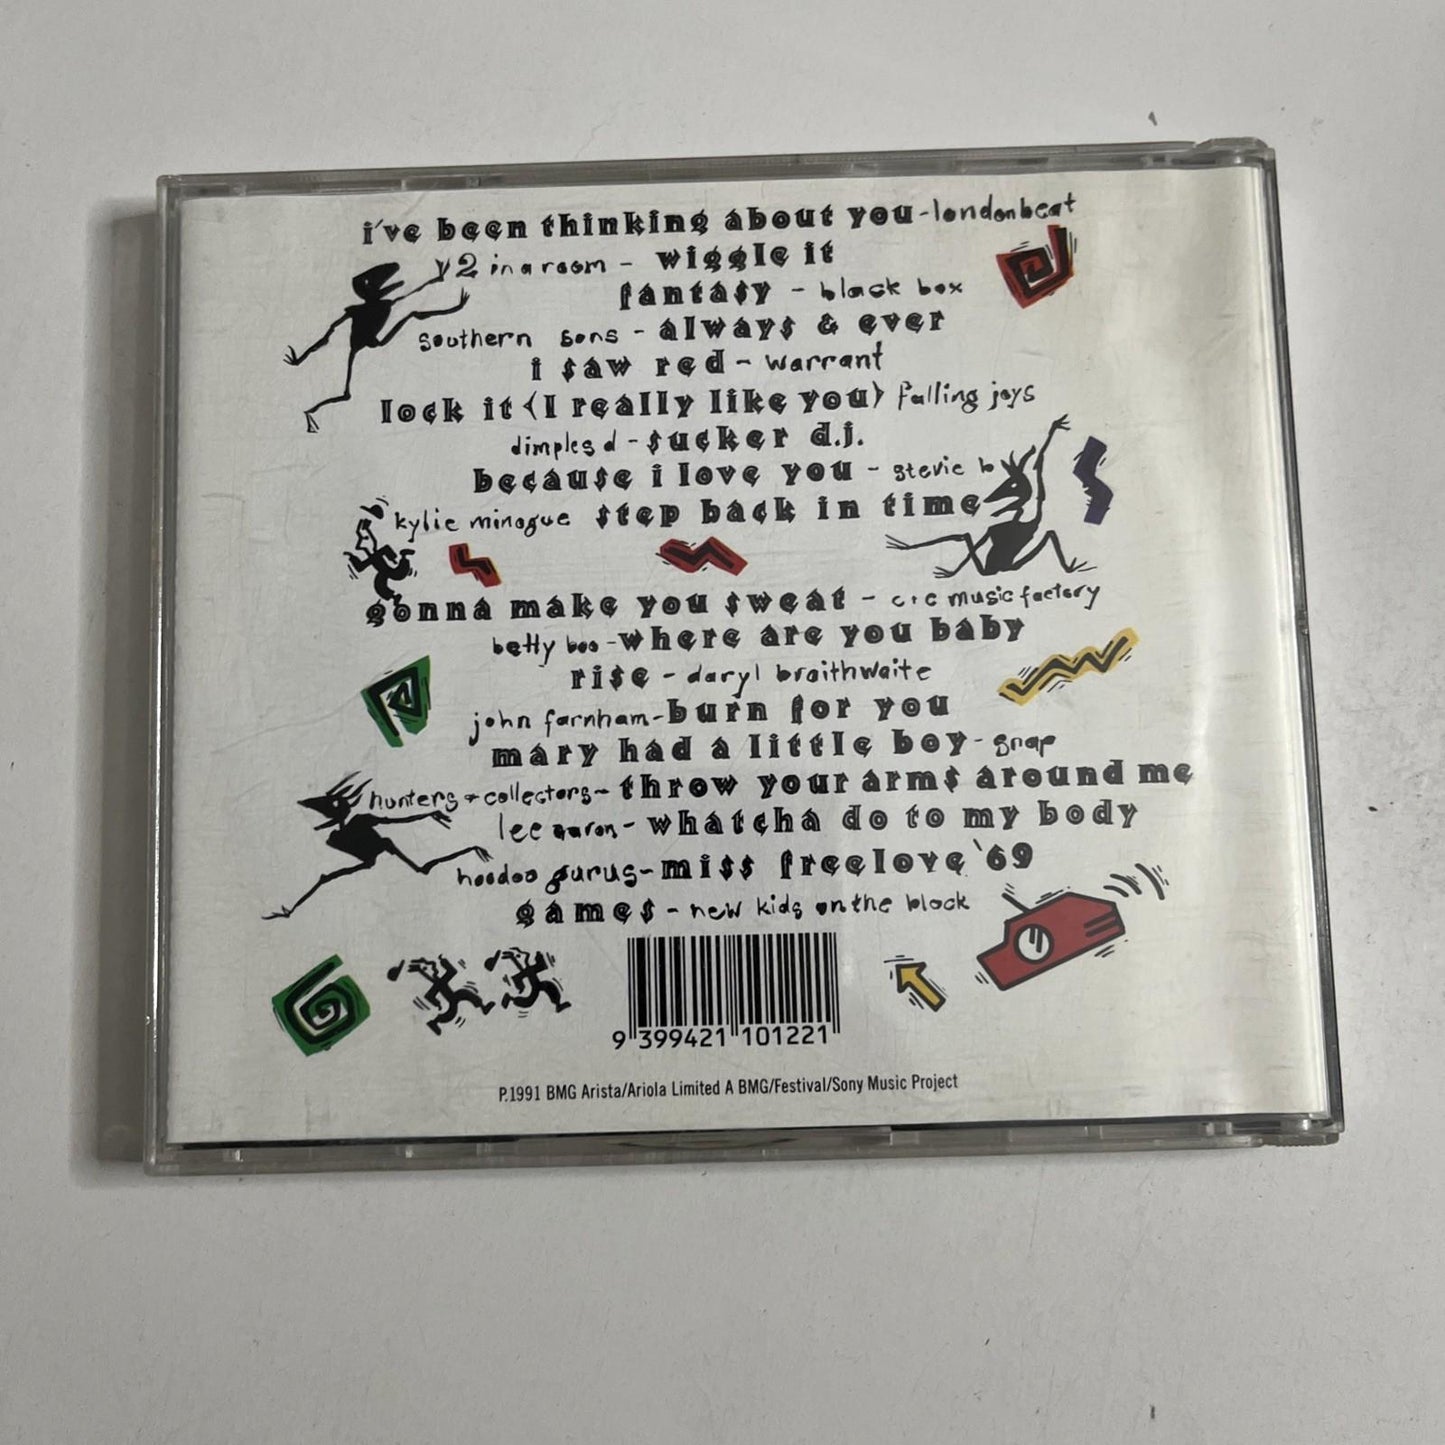 i've been thinking about you - londonbeat
2 in a room - wiggle it
fantasy - black box
southern sons - always & ever
i saw red - warrant
lock it (I really like you) falling joys
dimples d - sucker d.j.
because i love you - stevie b
kylie minogue step back in time
gonna make you sweat - c+c music factory
betty boo - where are you baby
rise - daryl braithwaite
john farnham - burn for you
mary had a little boy - snap
hunters + collectors - throw your arms around me
lee aaron - whatcha do to my body
hoodoo gurus - miss freelove '69
games - new kids on the block
9 399421 101221
P.1991 BMG Arista/Ariola Limited A BMG/Festival/Sony Music Project